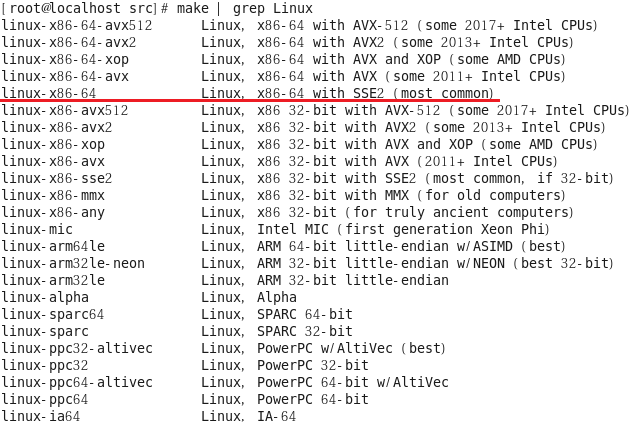 [root@localhost src]# make | grep Linux
linux-x86-64-avx512      Linux, x86-64 with AVX-512 (some 2017+ Intel CPUs)
linux-x86-64-avx2        Linux, x86-64 with AVX2 (some 2013+ Intel CPUs)
linux-x86-64-xop         Linux, x86-64 with AVX and XOP (some AMD CPUs)
linux-x86-64-avx         Linux, x86-64 with AVX (some 2011+ Intel CPUs)
linux-x86-64             Linux, x86-64 with SSE2 (most common)
linux-x86-avx512         Linux, x86 32-bit with AVX-512 (some 2017+ Intel CPUs)
linux-x86-avx2           Linux, x86 32-bit with AVX2 (some 2013+ Intel CPUs)
linux-x86-xop            Linux, x86 32-bit with AVX and XOP (some AMD CPUs)
linux-x86-avx            Linux, x86 32-bit with AVX (2011+ Intel CPUs)
linux-x86-sse2           Linux, x86 32-bit with SSE2 (most common, if 32-bit)
linux-x86-mmx            Linux, x86 32-bit with MMX (for old computers)
linux-x86-any            Linux, x86 32-bit (for truly ancient computers)
linux-mic                Linux, Intel MIC (first generation Xeon Phi)
linux-arm64le            Linux, ARM 64-bit little-endian w/ASIMD (best)
linux-arm32le-neon       Linux, ARM 32-bit little-endian w/NEON (best 32-bit)
linux-arm32le            Linux, ARM 32-bit little-endian
linux-alpha              Linux, Alpha
linux-sparc64            Linux, SPARC 64-bit
linux-sparc              Linux, SPARC 32-bit
linux-ppc32-altivec      Linux, PowerPC w/AltiVec (best)
linux-ppc32              Linux, PowerPC 32-bit
linux-ppc64-altivec      Linux, PowerPC 64-bit w/AltiVec
linux-ppc64              Linux, PowerPC 64-bit
linux-ia64               Linux, IA-64